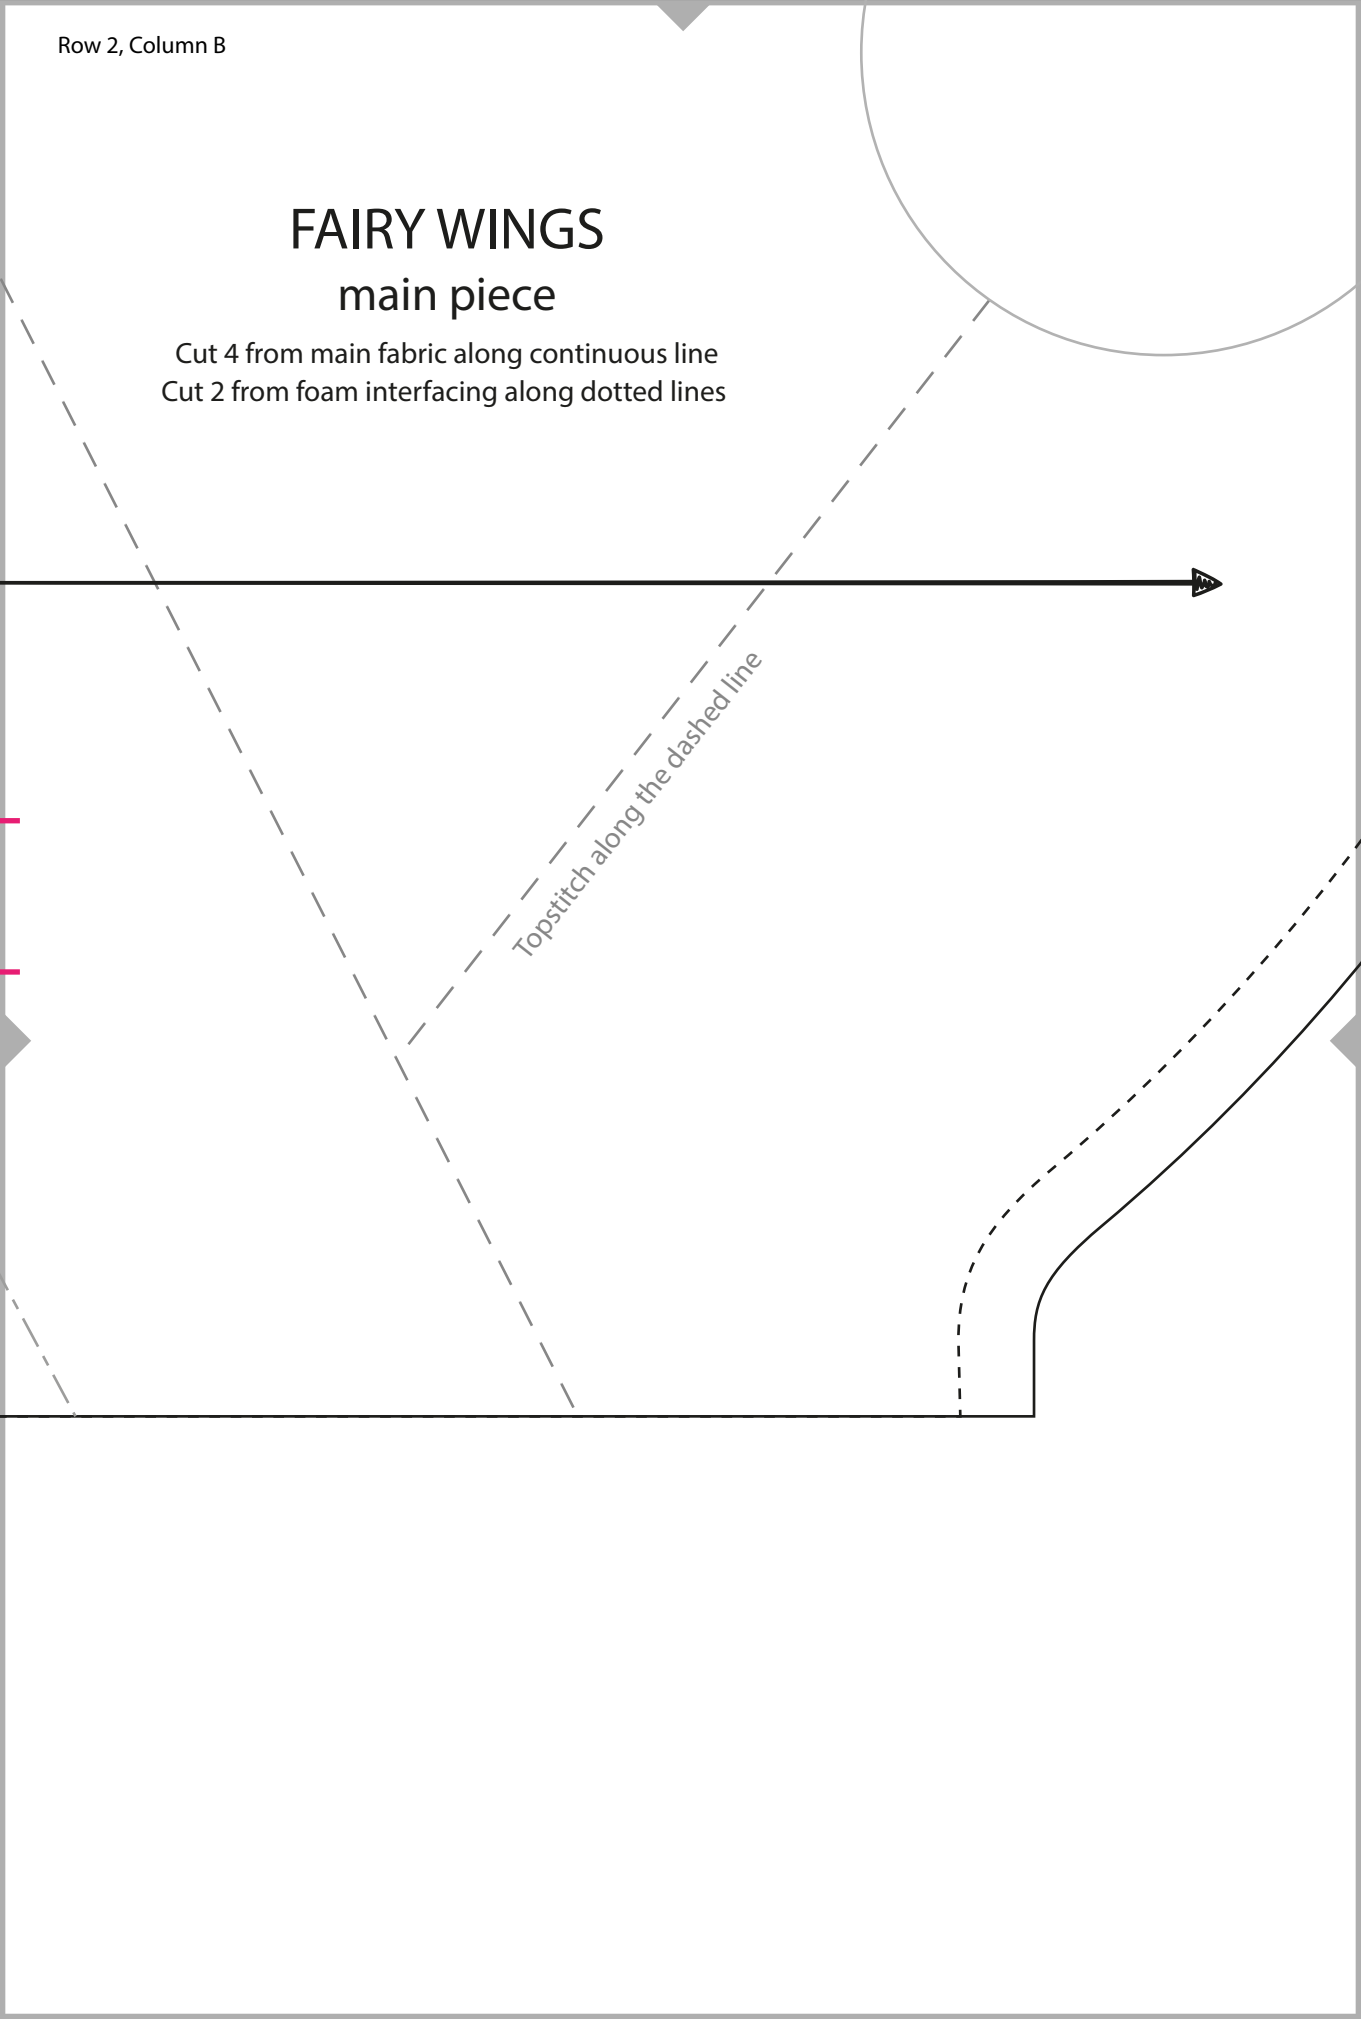 Row 2, Column B
FAIRY WINGS
main piece
Cut 4 from main fabric along continuous line
Cut 2 from foam interfacing along dotted lines
Topstitch along the dashed line